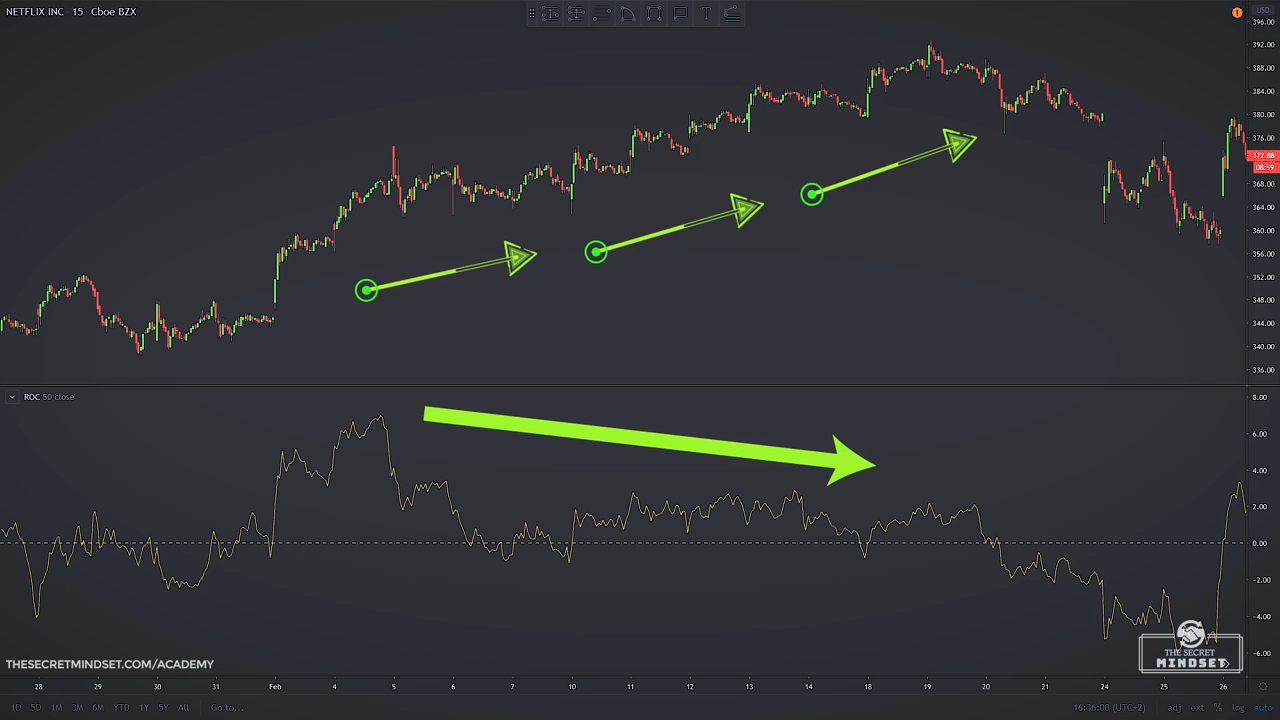 NETFLIX INC 15 Cboe BZX
T
USD
396.00
392.00
388.00
384.00
380.00
376.00
372.88
08:59
368.00
364.00
360.00
356.00
352.00
348.00
344.00
340.00
336.00
ROC 50 close
8.00
6.00
4.00
2.00
0.00
-2.00
-4.00
-6.00
THE SECRET
MINDSET
THESECRETMINDSET.COM/ACADEMY
28 29 30 31 Feb 4 5 6 7 10 11 12 13 14 18 19 20 21 24 25 26
1D 5D 1M 3M 6M YTD 1Y 5Y All Go to... 16:36:00 (UTC+2) adj ext % log auto